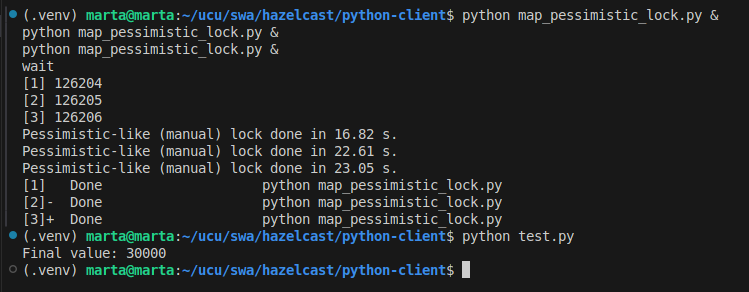 (.venv) marta@marta:~/ucu/swa/hazelcast/python-client$ python map_pessimistic_lock.py &
python map_pessimistic_lock.py &
python map_pessimistic_lock.py &
wait
[1] 126204
[2] 126205
[3] 126206
Pessimistic-like (manual) lock done in 16.82 s.
Pessimistic-like (manual) lock done in 22.61 s.
Pessimistic-like (manual) lock done in 23.05 s.
[1]   Done                    python map_pessimistic_lock.py
[2]-  Done                    python map_pessimistic_lock.py
[3]+  Done                    python map_pessimistic_lock.py
(.venv) marta@marta:~/ucu/swa/hazelcast/python-client$ python test.py
Final value: 30000
(.venv) marta@marta:~/ucu/swa/hazelcast/python-client$